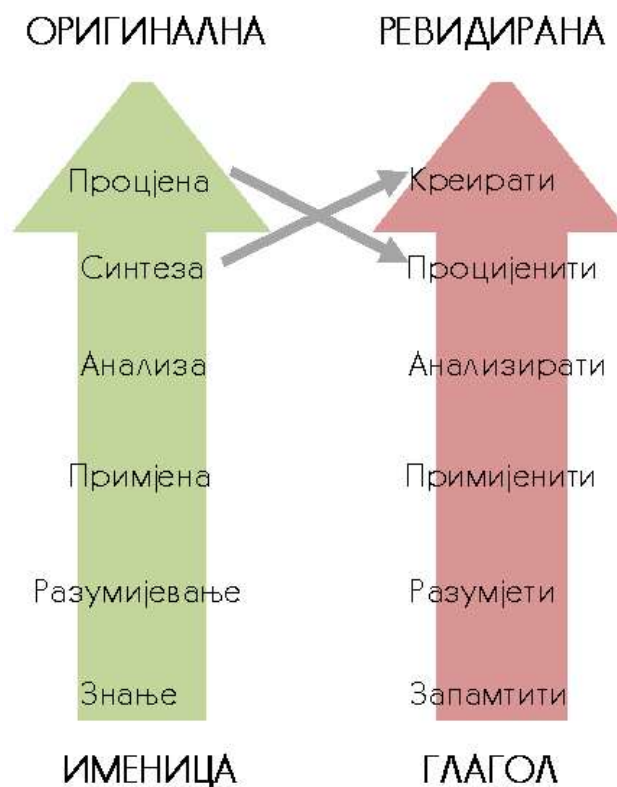 ОРИГИНАЛНА
РЕВИДИРАНА
Процјена
Креирати
Синтеза
Процијенити
Анализа
Анализирати
Примјена
Примијенити
Разумијевање
Разумјети
Знање
Запамтити
ИМЕНИЦА
ГЛАГОЛ